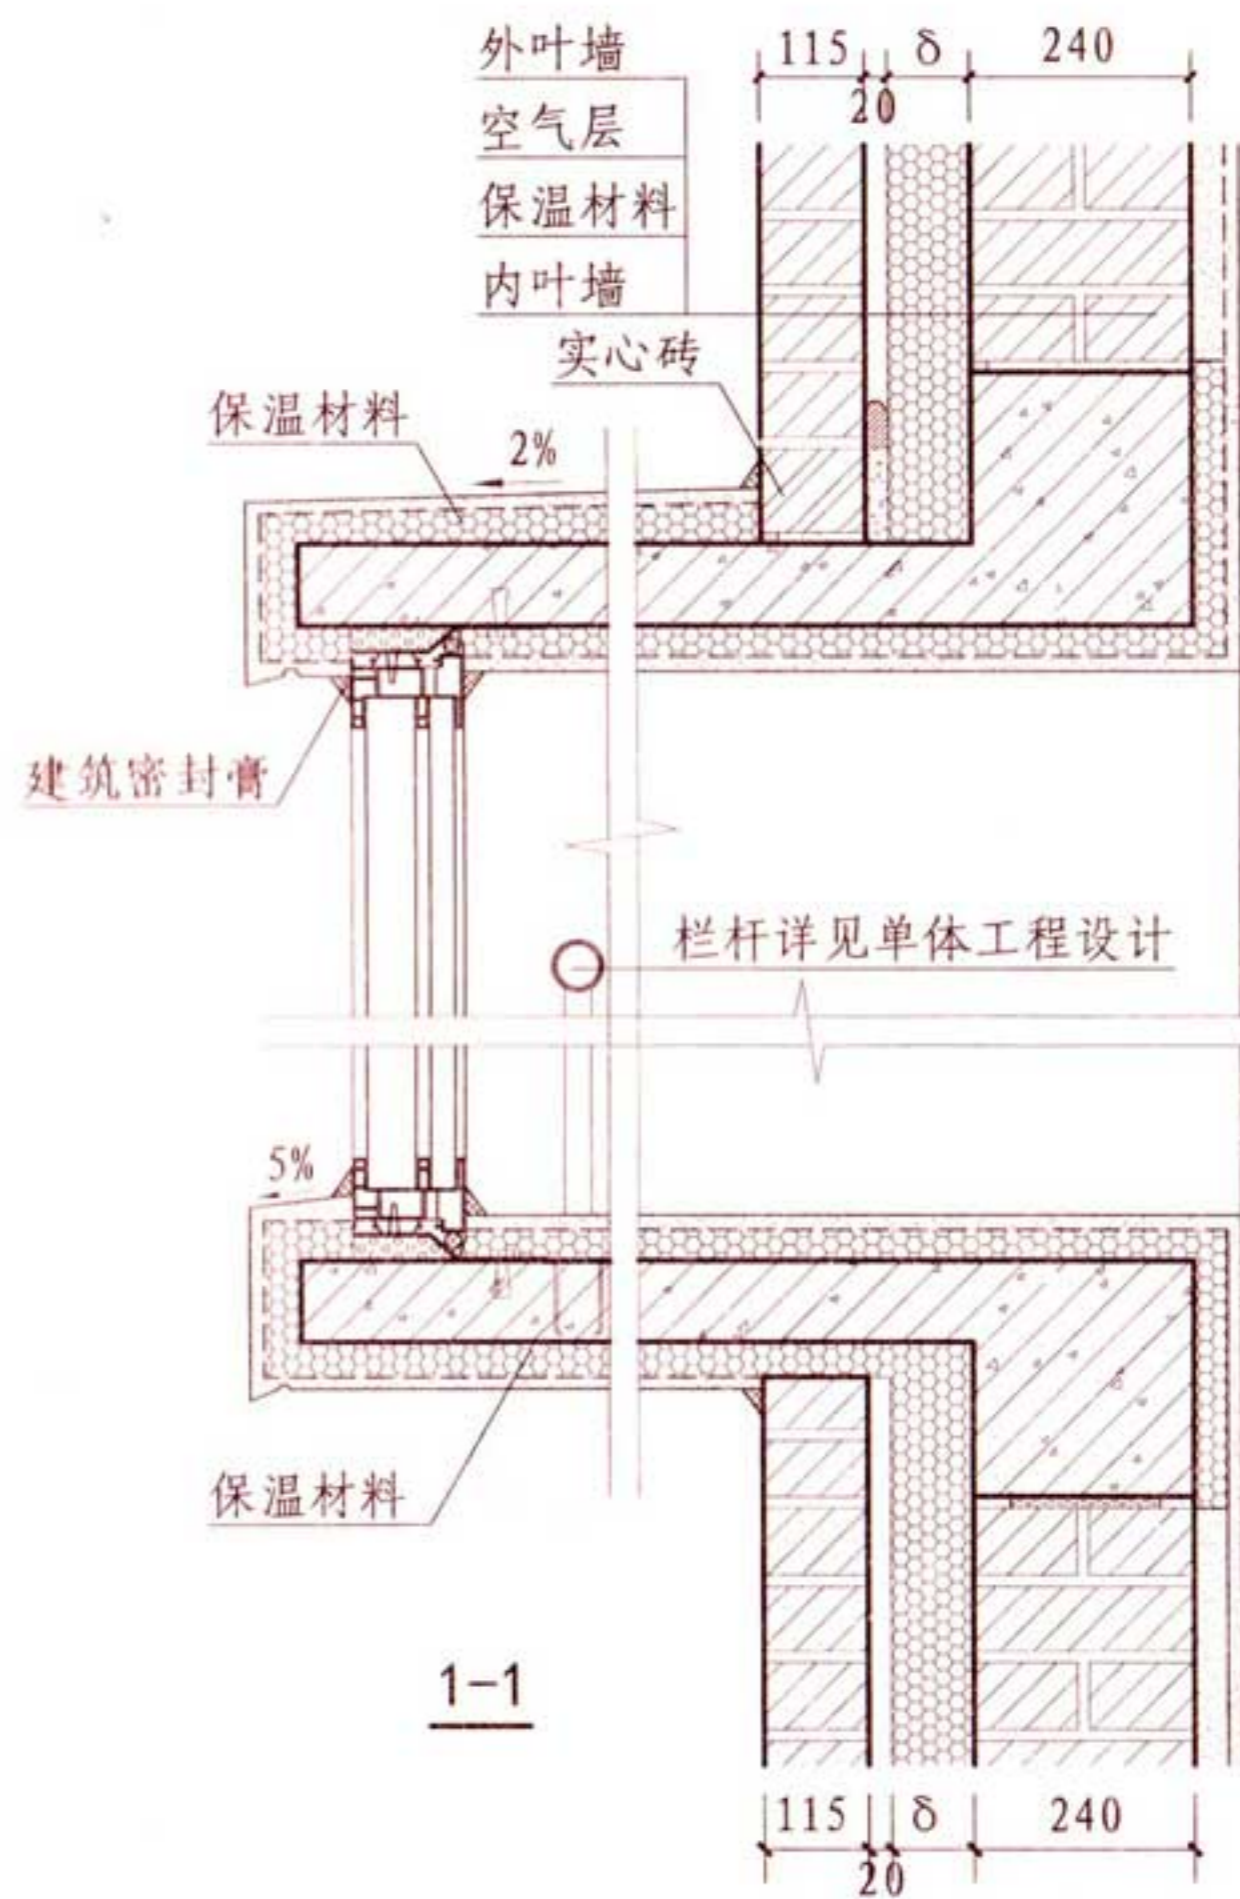 外叶墙
空气层
保温材料
内叶墙
115 δ 240
20
实心砖
保温材料
2%
建筑密封膏
栏杆详见单体工程设计
5%
保温材料
1-1
115 δ 240
20